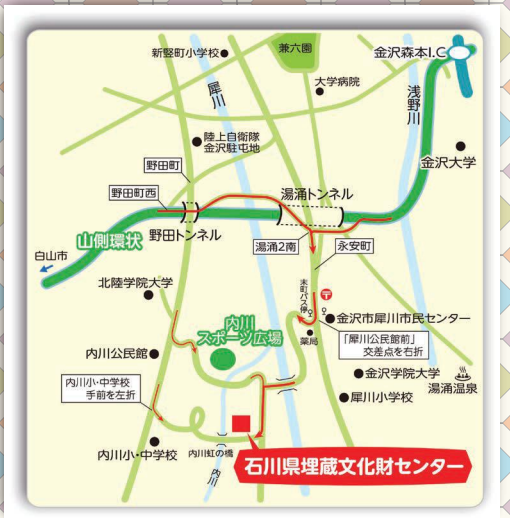 兼六園
金沢森本I.C
新竪町小学校
大学病院
犀川
浅野川
陸上自衛隊
金沢駐屯地
野田町
金沢大学
野田町西
湯涌トンネル
山側環状
野田トンネル
湯涌2南
永安町
白山市
北陸学院大学
末町バス停
〒
内川
スポーツ広場
金沢市犀川市民センター
薬局
「犀川公民館前」
交差点を右折
内川公民館
金沢学院大学
湯涌温泉
内川小・中学校
手前を左折
犀川小学校
内川小・中学校
内川虹の橋
内川
石川県埋蔵文化財センター